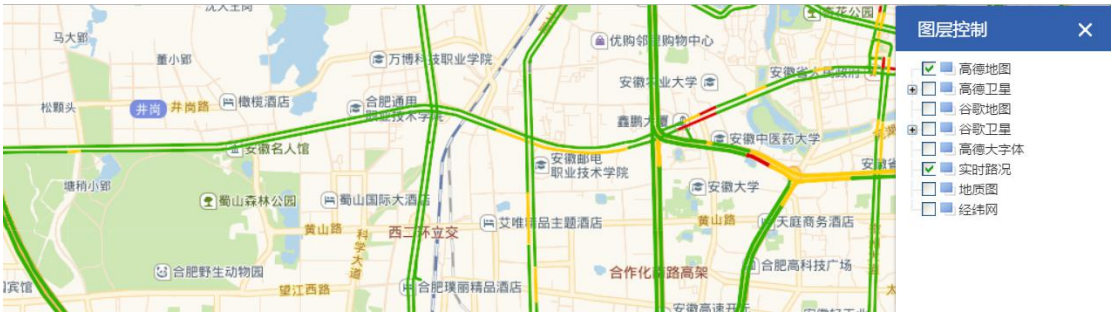 杏花公园
马大郢
优购邻里购物中心
董小郢
万博科技职业学院
安徽农业大学
安徽省人民政府
松颗头
井岗
井岗路
橄榄酒店
合肥通用
职业技术学院
鑫鹏大厦
安徽中医药大学
安徽名人馆
安徽邮电
职业技术学院
塘稍小郢
安徽大学
蜀山森林公园
蜀山国际大酒店
黄山路
科学大道
西二环立交
艾唯精品主题酒店
黄山路
天庭商务酒店
合肥野生动物园
合作化南路高架
合肥高科技广场
宾馆
望江西路
合肥璞丽精品酒店
图层控制
高德地图
高德卫星
谷歌地图
谷歌卫星
高德大字体
实时路况
地质图
经纬网